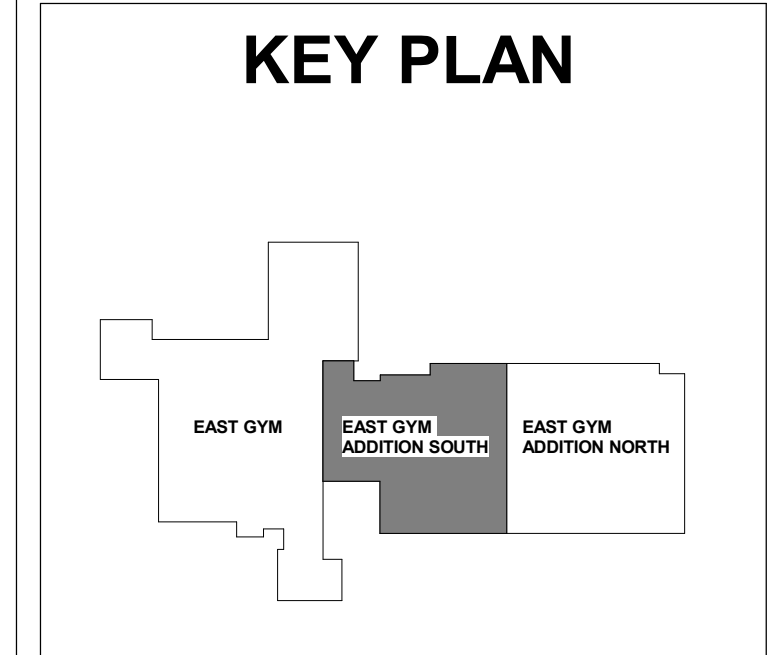 KEY PLAN
EAST GYM
EAST GYM
ADDITION SOUTH
EAST GYM
ADDITION NORTH